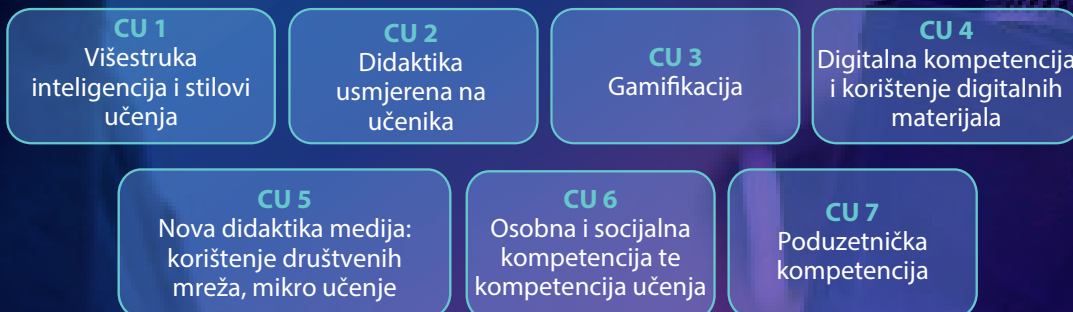 CU 1
Višestruka
inteligencija i stilovi
učenja
CU 2
Didaktika
usmjerena na
učenika
CU 3
Gamifikacija
CU 4
Digitalna kompetencija
i korištenje digitalnih
materijala
CU 5
Nova didaktika medija:
korištenje društvenih
mreža, mikro učenje
CU 6
Osobna i socijalna
kompetencija te
kompetencija učenja
CU 7
Poduzetnička
kompetencija